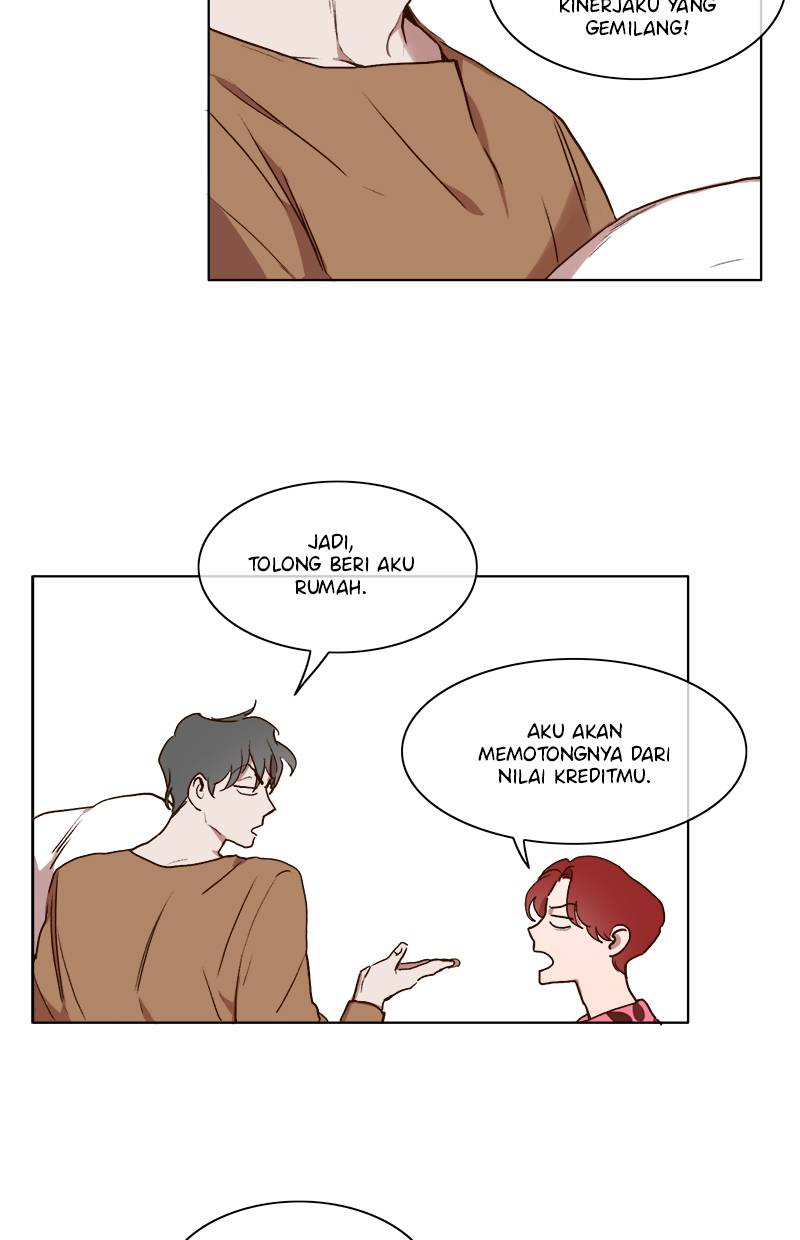 KINERJAKU YANG
GEMILANG!
JADI,
TOLONG BERI AKU
RUMAH.
AKU AKAN
MEMOTONGNYA DARI
NILAI KREDITMU.